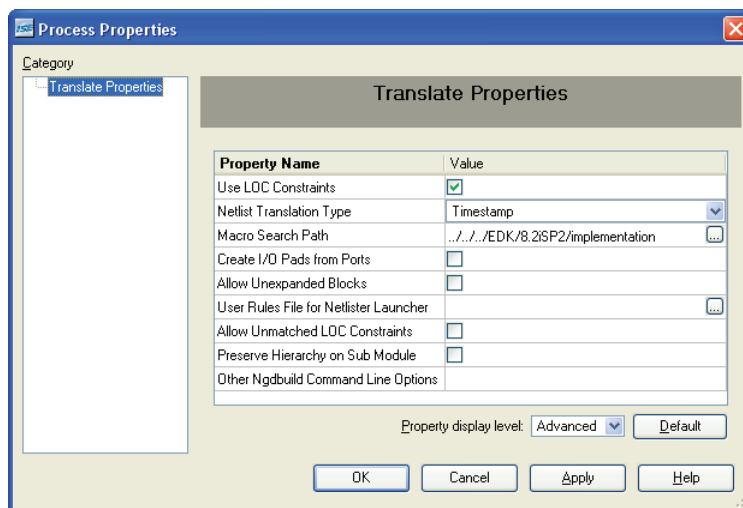 ISE Process Properties
Category
Translate Properties
Translate Properties
Property Name Value
Use LOC Constraints
Netlist Translation Type Timestamp
Macro Search Path ../../../EDK/8.2iSP2/implementation ...
Create I/O Pads from Ports
Allow Unexpanded Blocks
User Rules File for Netlister Launcher ...
Allow Unmatched LOC Constraints
Preserve Hierarchy on Sub Module
Other Ngdbuild Command Line Options
Property display level: Advanced Default
OK Cancel Apply Help